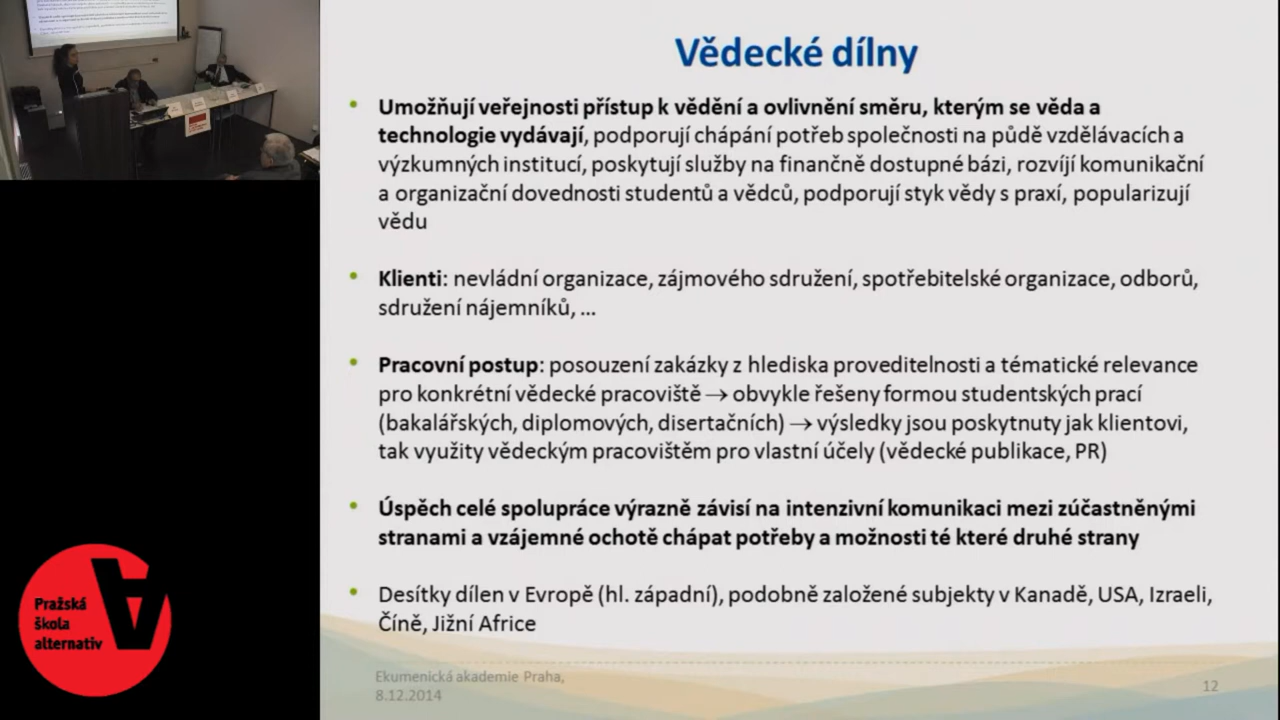 Vědecké dílny
• Umožňují veřejnosti přístup k vědění a ovlivnění směru, kterým se věda a
technologie vydávají, podporují chápání potřeb společnosti na půdě vzdělávacích a
výzkumných institucí, poskytují služby na finančně dostupné bázi, rozvíjí komunikační
a organizační dovednosti studentů a vědců, podporují styk vědy s praxí, popularizují
vědu
• Klienti: nevládní organizace, zájmového sdružení, spotřebitelské organizace, odborů,
sdružení nájemníků, ...
• Pracovní postup: posouzení zakázky z hlediska proveditelnosti a tématické relevance
pro konkrétní vědecké pracoviště → obvykle řešeny formou studentských prací
(bakalářských, diplomových, disertačních) → výsledky jsou poskytnuty jak klientovi,
tak využity vědeckým pracovištěm pro vlastní účely (vědecké publikace, PR)
• Úspěch celé spolupráce výrazně závisí na intenzivní komunikaci mezi zúčastněnými
stranami a vzájemné ochotě chápat potřeby a možnosti té které druhé strany
• Desítky dílen v Evropě (hl. západní), podobně založené subjekty v Kanadě, USA, Izraeli,
Číně, Jižní Africe
Ekumenická akademie Praha,
8.12.2014
12
Pražská
škola
alternativ